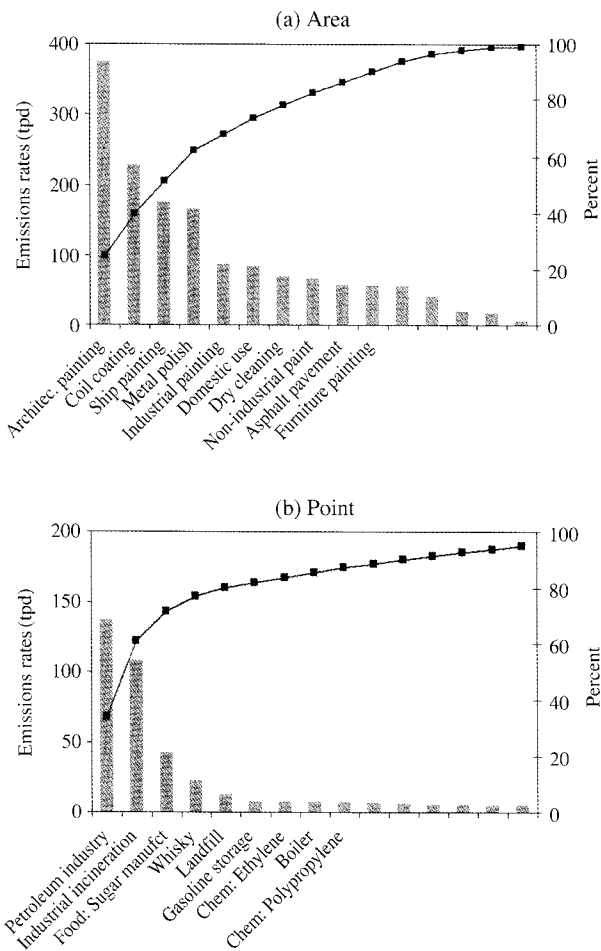 (a) Area
400
300
200
100
0
Emissions rates (tpd)
100
80
60
40
20
0
Percent
Architec. painting
Coil coating
Ship painting
Metal polish
Industrial painting
Domestic use
Dry cleaning
Non-industrial paint
Asphalt pavement
Furniture painting
(b) Point
200
150
100
50
0
Emissions rates (tpd)
100
80
60
40
20
0
Percent
Petroleum industry
Industrial incineration
Food: Sugar manufct
Whisky
Landfill
Gasoline storage
Chem: Ethylene
Boiler
Chem: Polypropylene